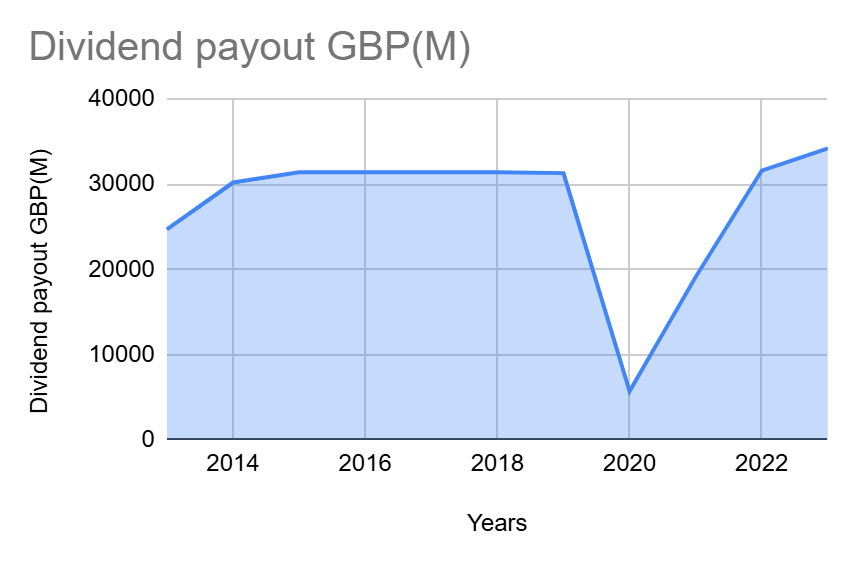 Dividend payout GBP(M)
Dividend payout GBP(M)
40000
30000
20000
10000
0
2014 2016 2018 2020 2022
Years